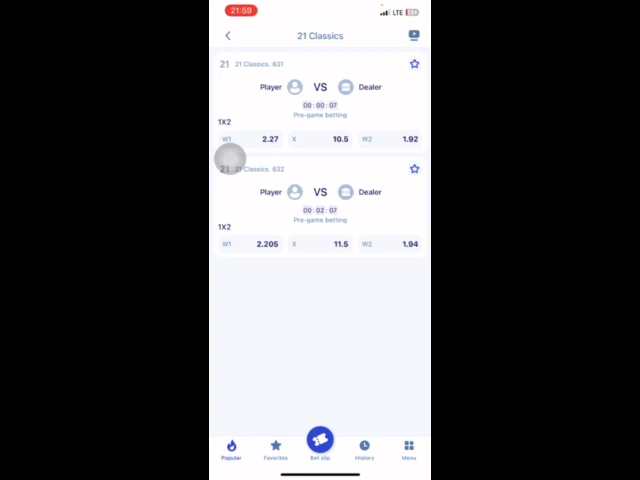 21:59
LTE
21 Classics
21 21 Classics. 631
Player VS Dealer
00 : 00 : 07
Pre-game betting
1X2
W1 2.27 X 10.5 W2 1.92
21 21 Classics. 632
Player VS Dealer
00 : 02 : 07
Pre-game betting
1X2
W1 2.205 X 11.5 W2 1.94
Popular Favorites Bet slip History Menu